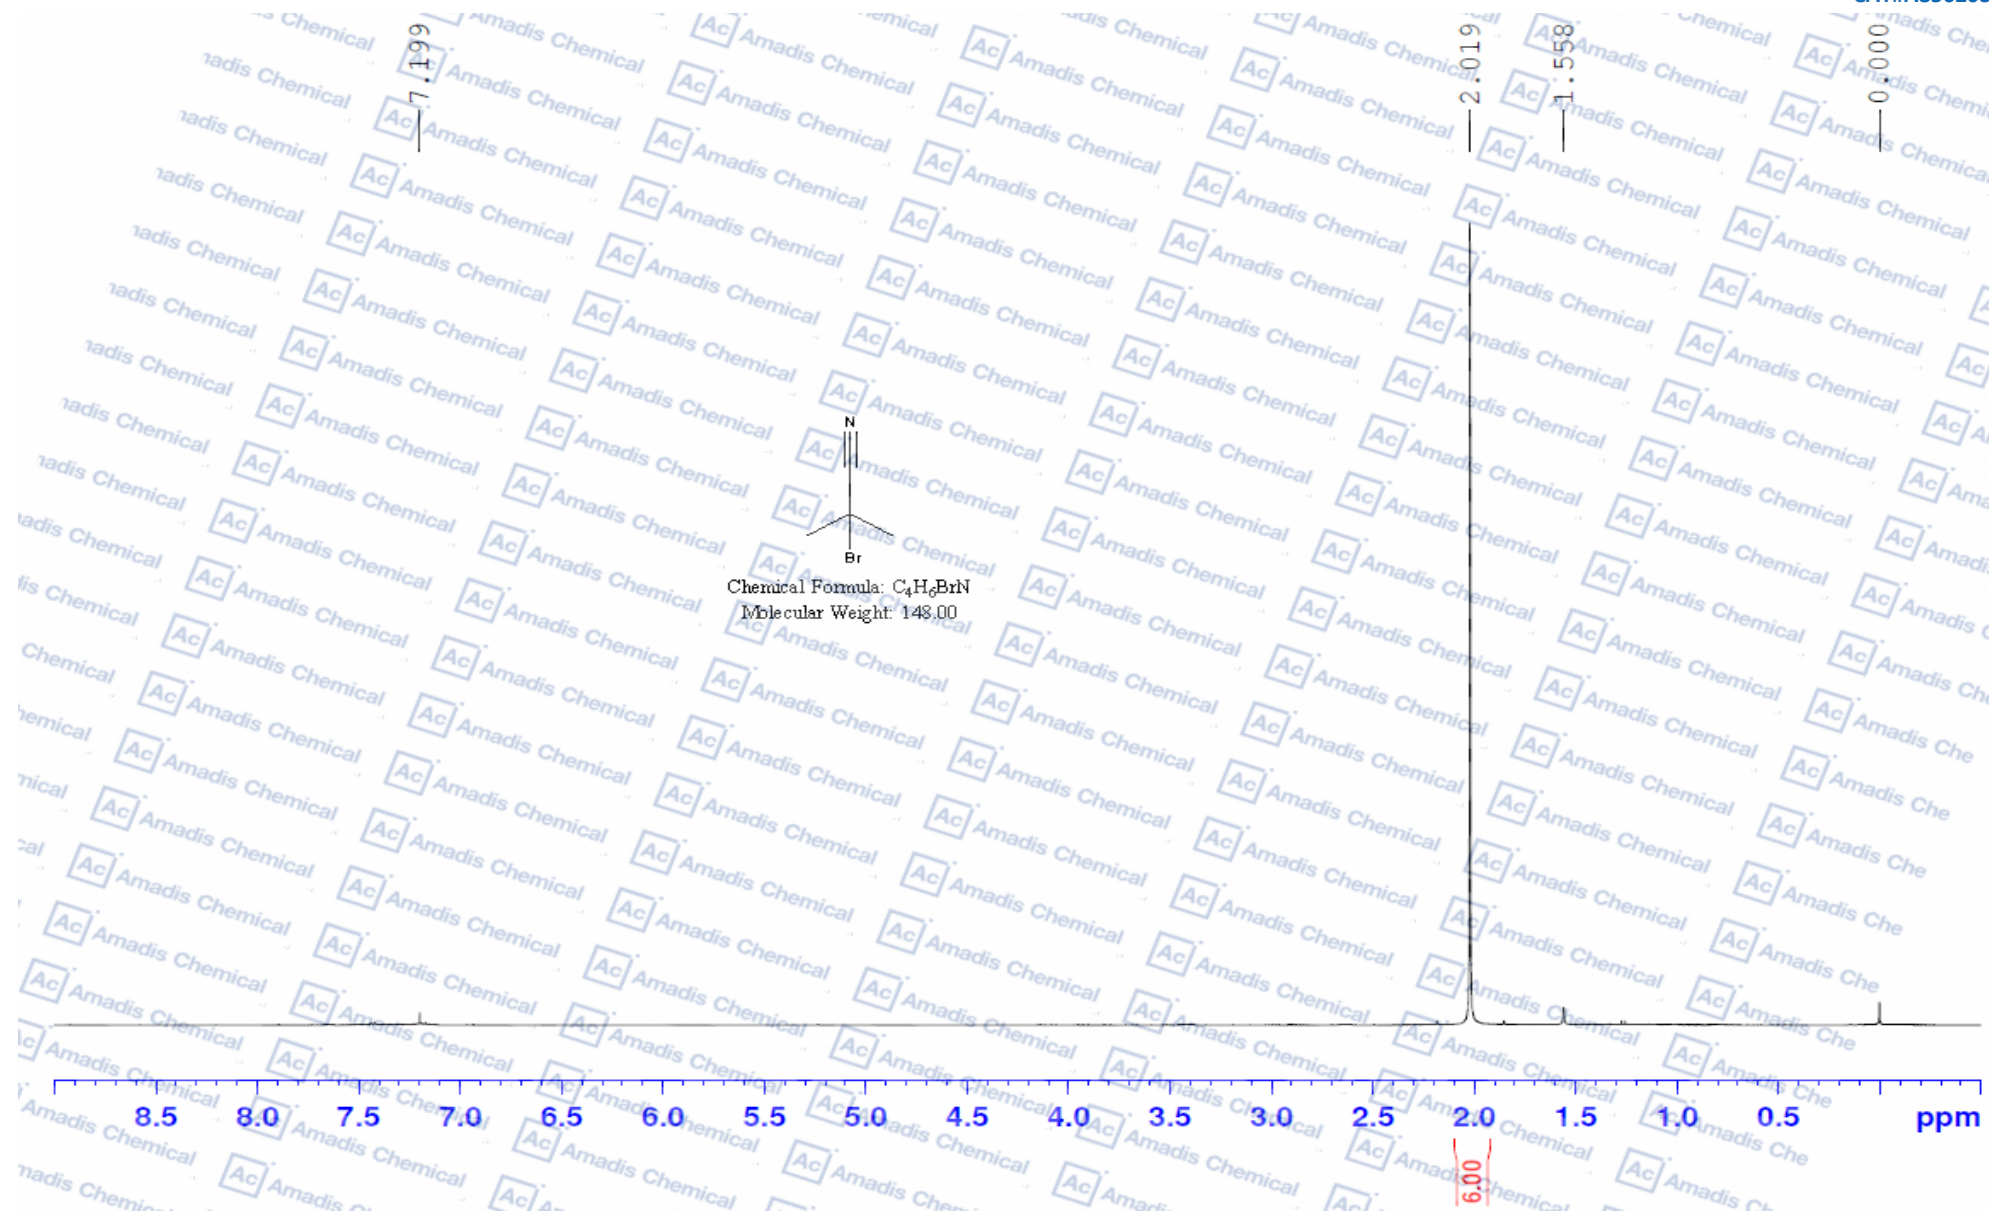 7.199
2.019
1.558
0.000
N
Br
Chemical Formula: C₄H₆BrN
Molecular Weight: 148.00
8.5 8.0 7.5 7.0 6.5 6.0 5.5 5.0 4.5 4.0 3.5 3.0 2.5 2.0 1.5 1.0 0.5 ppm
6.00
Ac Amadis Chemical